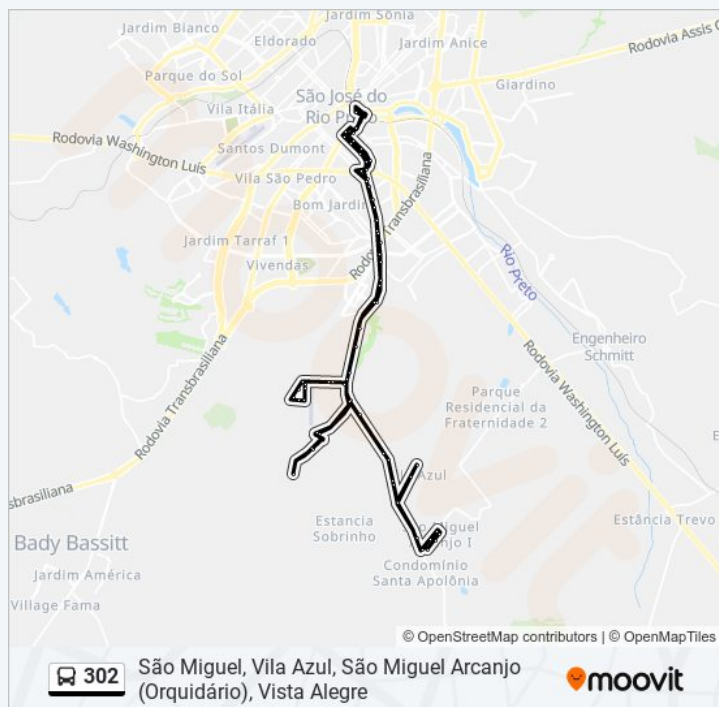 Jardim Sônia
Jardim Bianco
Jardim Anice
Rodovia Assis C
Eldorado
Parque do Sol
Giardino
São José do
Rio Preto
Vila Itália
Rodovia Washington Luís
Santos Dumont
Vila São Pedro
Bom Jardim
Rodovia Transbrasiliana
Jardim Tarraf 1
Vivendas
Rio Preto
Engenheiro
Schmitt
Rodovia Transbrasiliana
Rodovia Washington Luís
Parque
Residencial da
Fraternidade 2
Azul
sbrasiliana
Estancia
Sobrinho
Miguel
njo I
Estância Trevo
Bady Bassitt
Condomínio
Santa Apolônia
Jardim América
Village Fama
© OpenStreetMap contributors | © OpenMapTiles
302
São Miguel, Vila Azul, São Miguel Arcanjo
(Orquidário), Vista Alegre
moovit